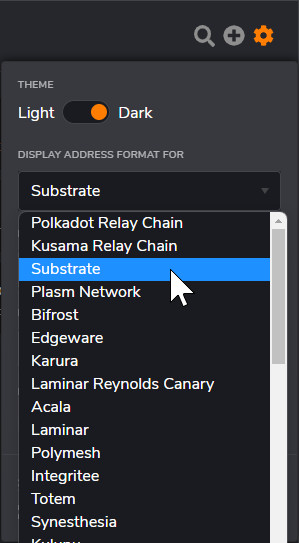 THEME
Light Dark
DISPLAY ADDRESS FORMAT FOR
Substrate
Polkadot Relay Chain
Kusama Relay Chain
Substrate
Plasm Network
Bifrost
Edgeware
Karura
Laminar Reynolds Canary
Acala
Laminar
Polymesh
Integritee
Totem
Synesthesia